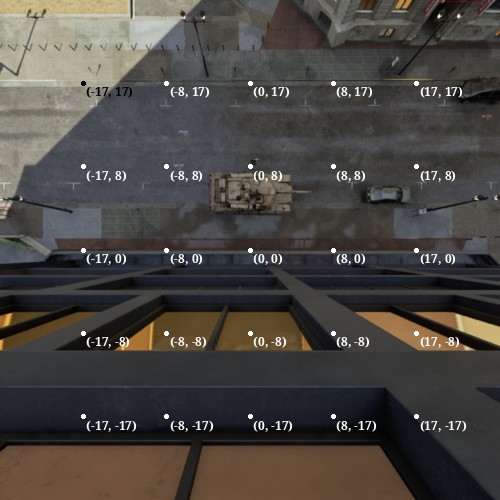 (-17, 17) (-8, 17) (0, 17) (8, 17) (17, 17)
(-17, 8) (-8, 8) (0, 8) (8, 8) (17, 8)
(-17, 0) (-8, 0) (0, 0) (8, 0) (17, 0)
(-17, -8) (-8, -8) (0, -8) (8, -8) (17, -8)
(-17, -17) (-8, -17) (0, -17) (8, -17) (17, -17)